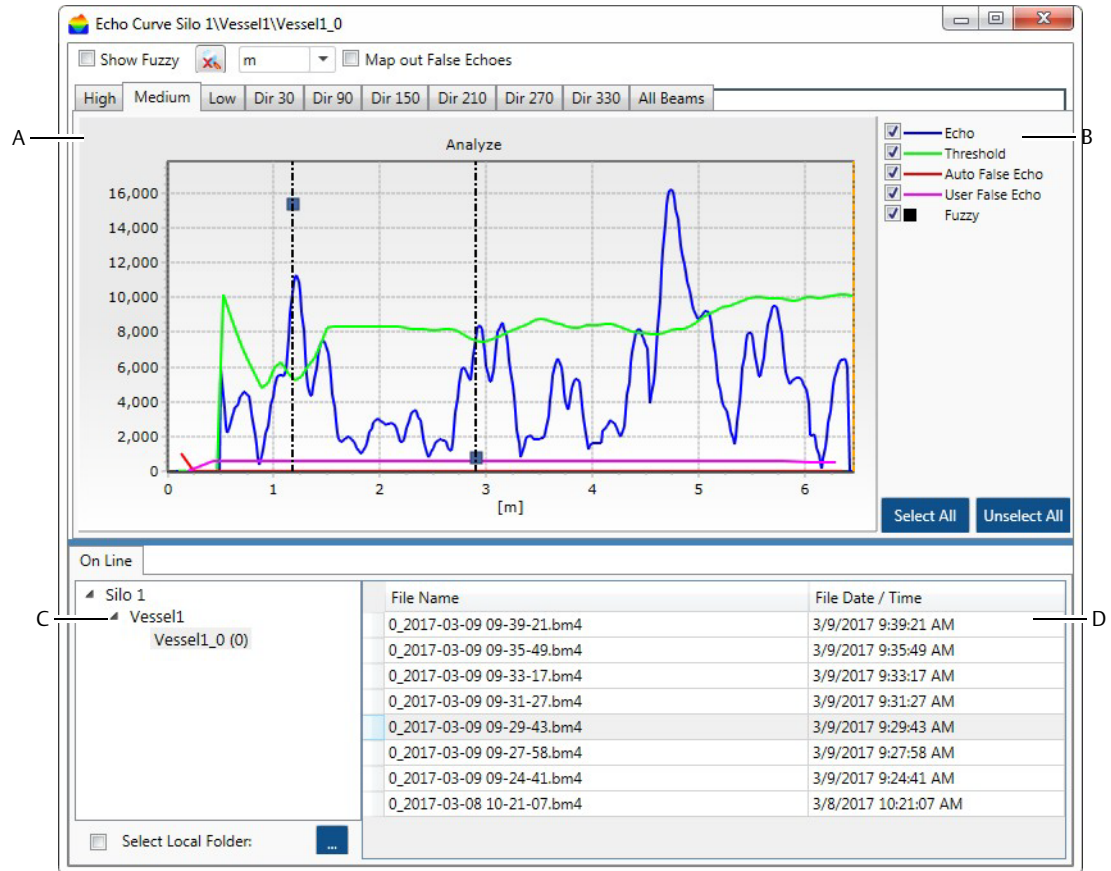 Echo Curve Silo 1\Vessel1\Vessel1_0
Show Fuzzy m Map out False Echoes
High Medium Low Dir 30 Dir 90 Dir 150 Dir 210 Dir 270 Dir 330 All Beams
A
B
Analyze
Echo
Threshold
Auto False Echo
User False Echo
Fuzzy
16,000
14,000
12,000
10,000
8,000
6,000
4,000
2,000
0
0 1 2 3 4 5 6
[m]
Select All Unselect All
On Line
C
Silo 1
Vessel1
Vessel1_0 (0)
D
File Name File Date / Time
0_2017-03-09 09-39-21.bm4 3/9/2017 9:39:21 AM
0_2017-03-09 09-35-49.bm4 3/9/2017 9:35:49 AM
0_2017-03-09 09-33-17.bm4 3/9/2017 9:33:17 AM
0_2017-03-09 09-31-27.bm4 3/9/2017 9:31:27 AM
0_2017-03-09 09-29-43.bm4 3/9/2017 9:29:43 AM
0_2017-03-09 09-27-58.bm4 3/9/2017 9:27:58 AM
0_2017-03-09 09-24-41.bm4 3/9/2017 9:24:41 AM
0_2017-03-08 10-21-07.bm4 3/8/2017 10:21:07 AM
Select Local Folder: ...